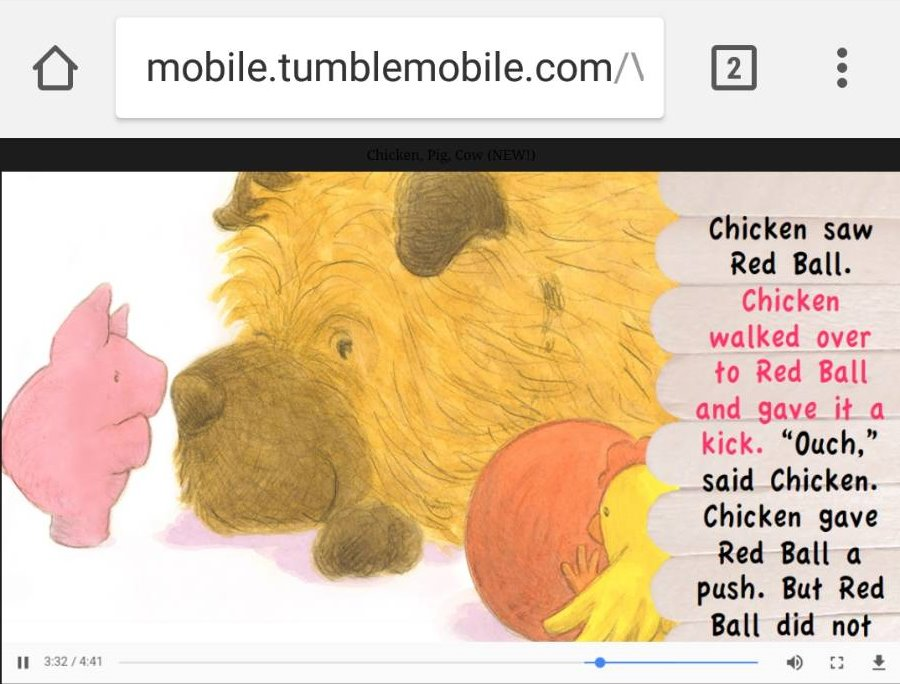 mobile.tumblemobile.com/\
2
Chicken, Pig, Cow (NEW!)
Chicken saw
Red Ball.
Chicken
walked over
to Red Ball
and gave it a
kick. “Ouch,”
said Chicken.
Chicken gave
Red Ball a
push. But Red
Ball did not
3:32 / 4:41